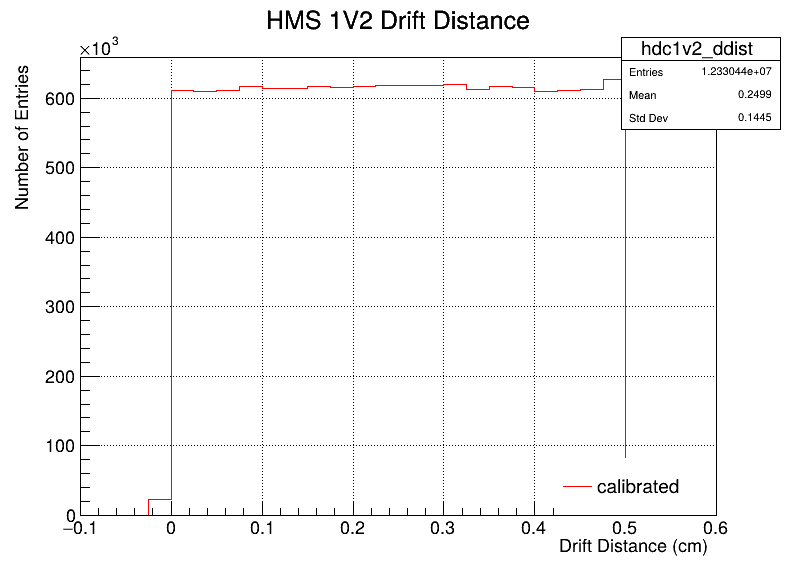 HMS 1V2 Drift Distance
×10³
hdc1v2_ddist
Entries 1.233044e+07
Mean 0.2499
Std Dev 0.1445
Number of Entries
600
500
400
300
200
100
0
calibrated
−0.1 0 0.1 0.2 0.3 0.4 0.5 0.6
Drift Distance (cm)